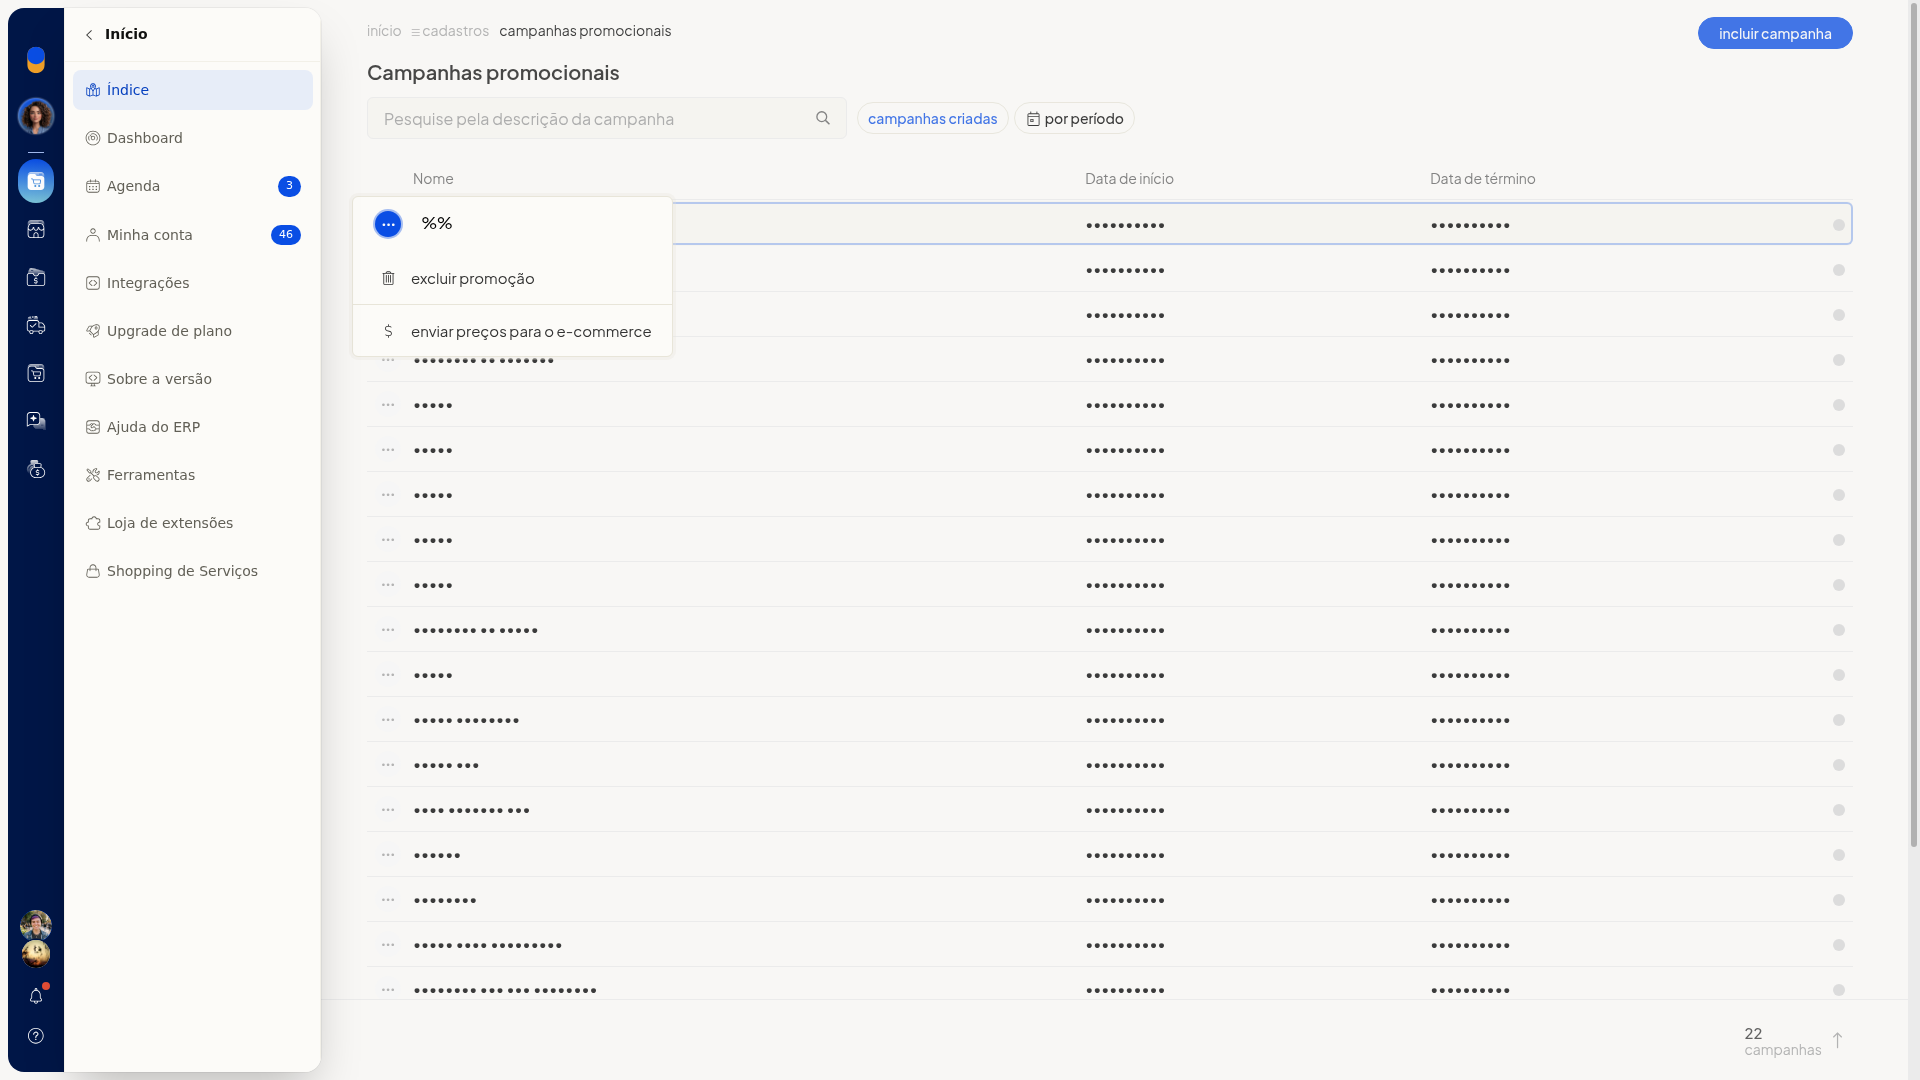 Início
Índice
Dashboard
Agenda 3
Minha conta 46
Integrações
Upgrade de plano
Sobre a versão
Ajuda do ERP
Ferramentas
Loja de extensões
Shopping de Serviços
início cadastros campanhas promocionais
incluir campanha
Campanhas promocionais
Pesquise pela descrição da campanha
campanhas criadas
por período
Nome Data de início Data de término
%%
excluir promoção
enviar preços para o e-commerce
22
campanhas